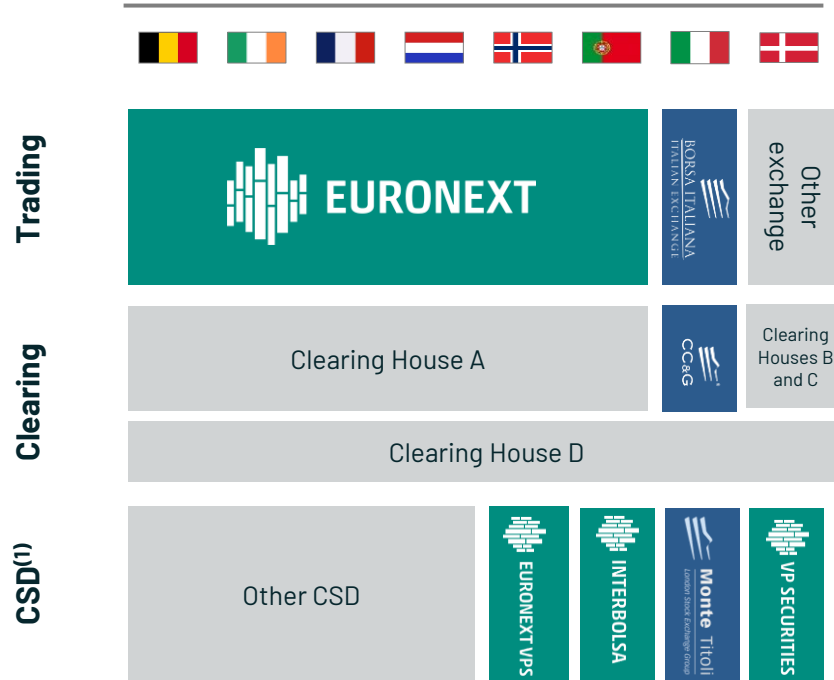 Trading
EURONEXT
BORSA ITALIANA
ITALIAN EXCHANGE
Other
exchange
Clearing
Clearing House A
CC&G
Clearing
Houses B
and C
Clearing House D
CSD(1)
Other CSD
EURONEXT VPS
INTERBOLSA
Monte Titoli
London Stock Exchange Group
VP SECURITIES